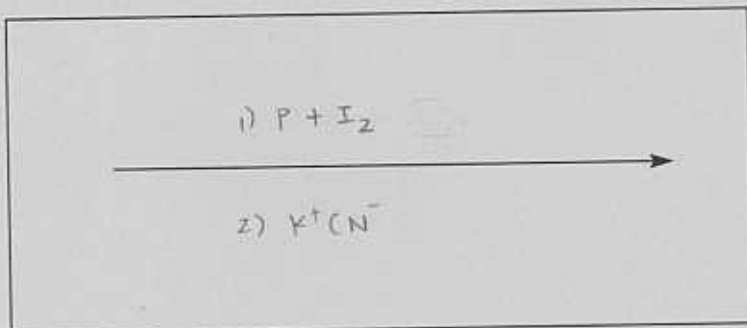 1) P + I₂
2) K⁺CN⁻